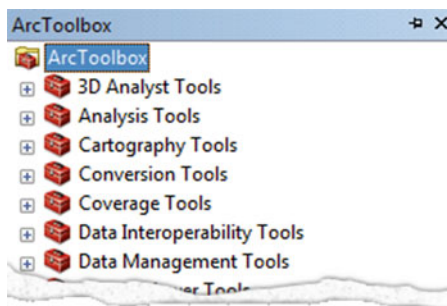 ArcToolbox
ArcToolbox
3D Analyst Tools
Analysis Tools
Cartography Tools
Conversion Tools
Coverage Tools
Data Interoperability Tools
Data Management Tools
Tools